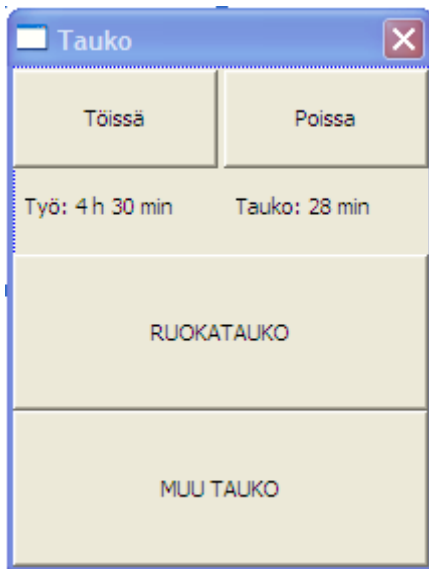 Tauko
Töissä Poissa
Työ: 4 h 30 min Tauko: 28 min
RUOKATAUKO
MUU TAUKO